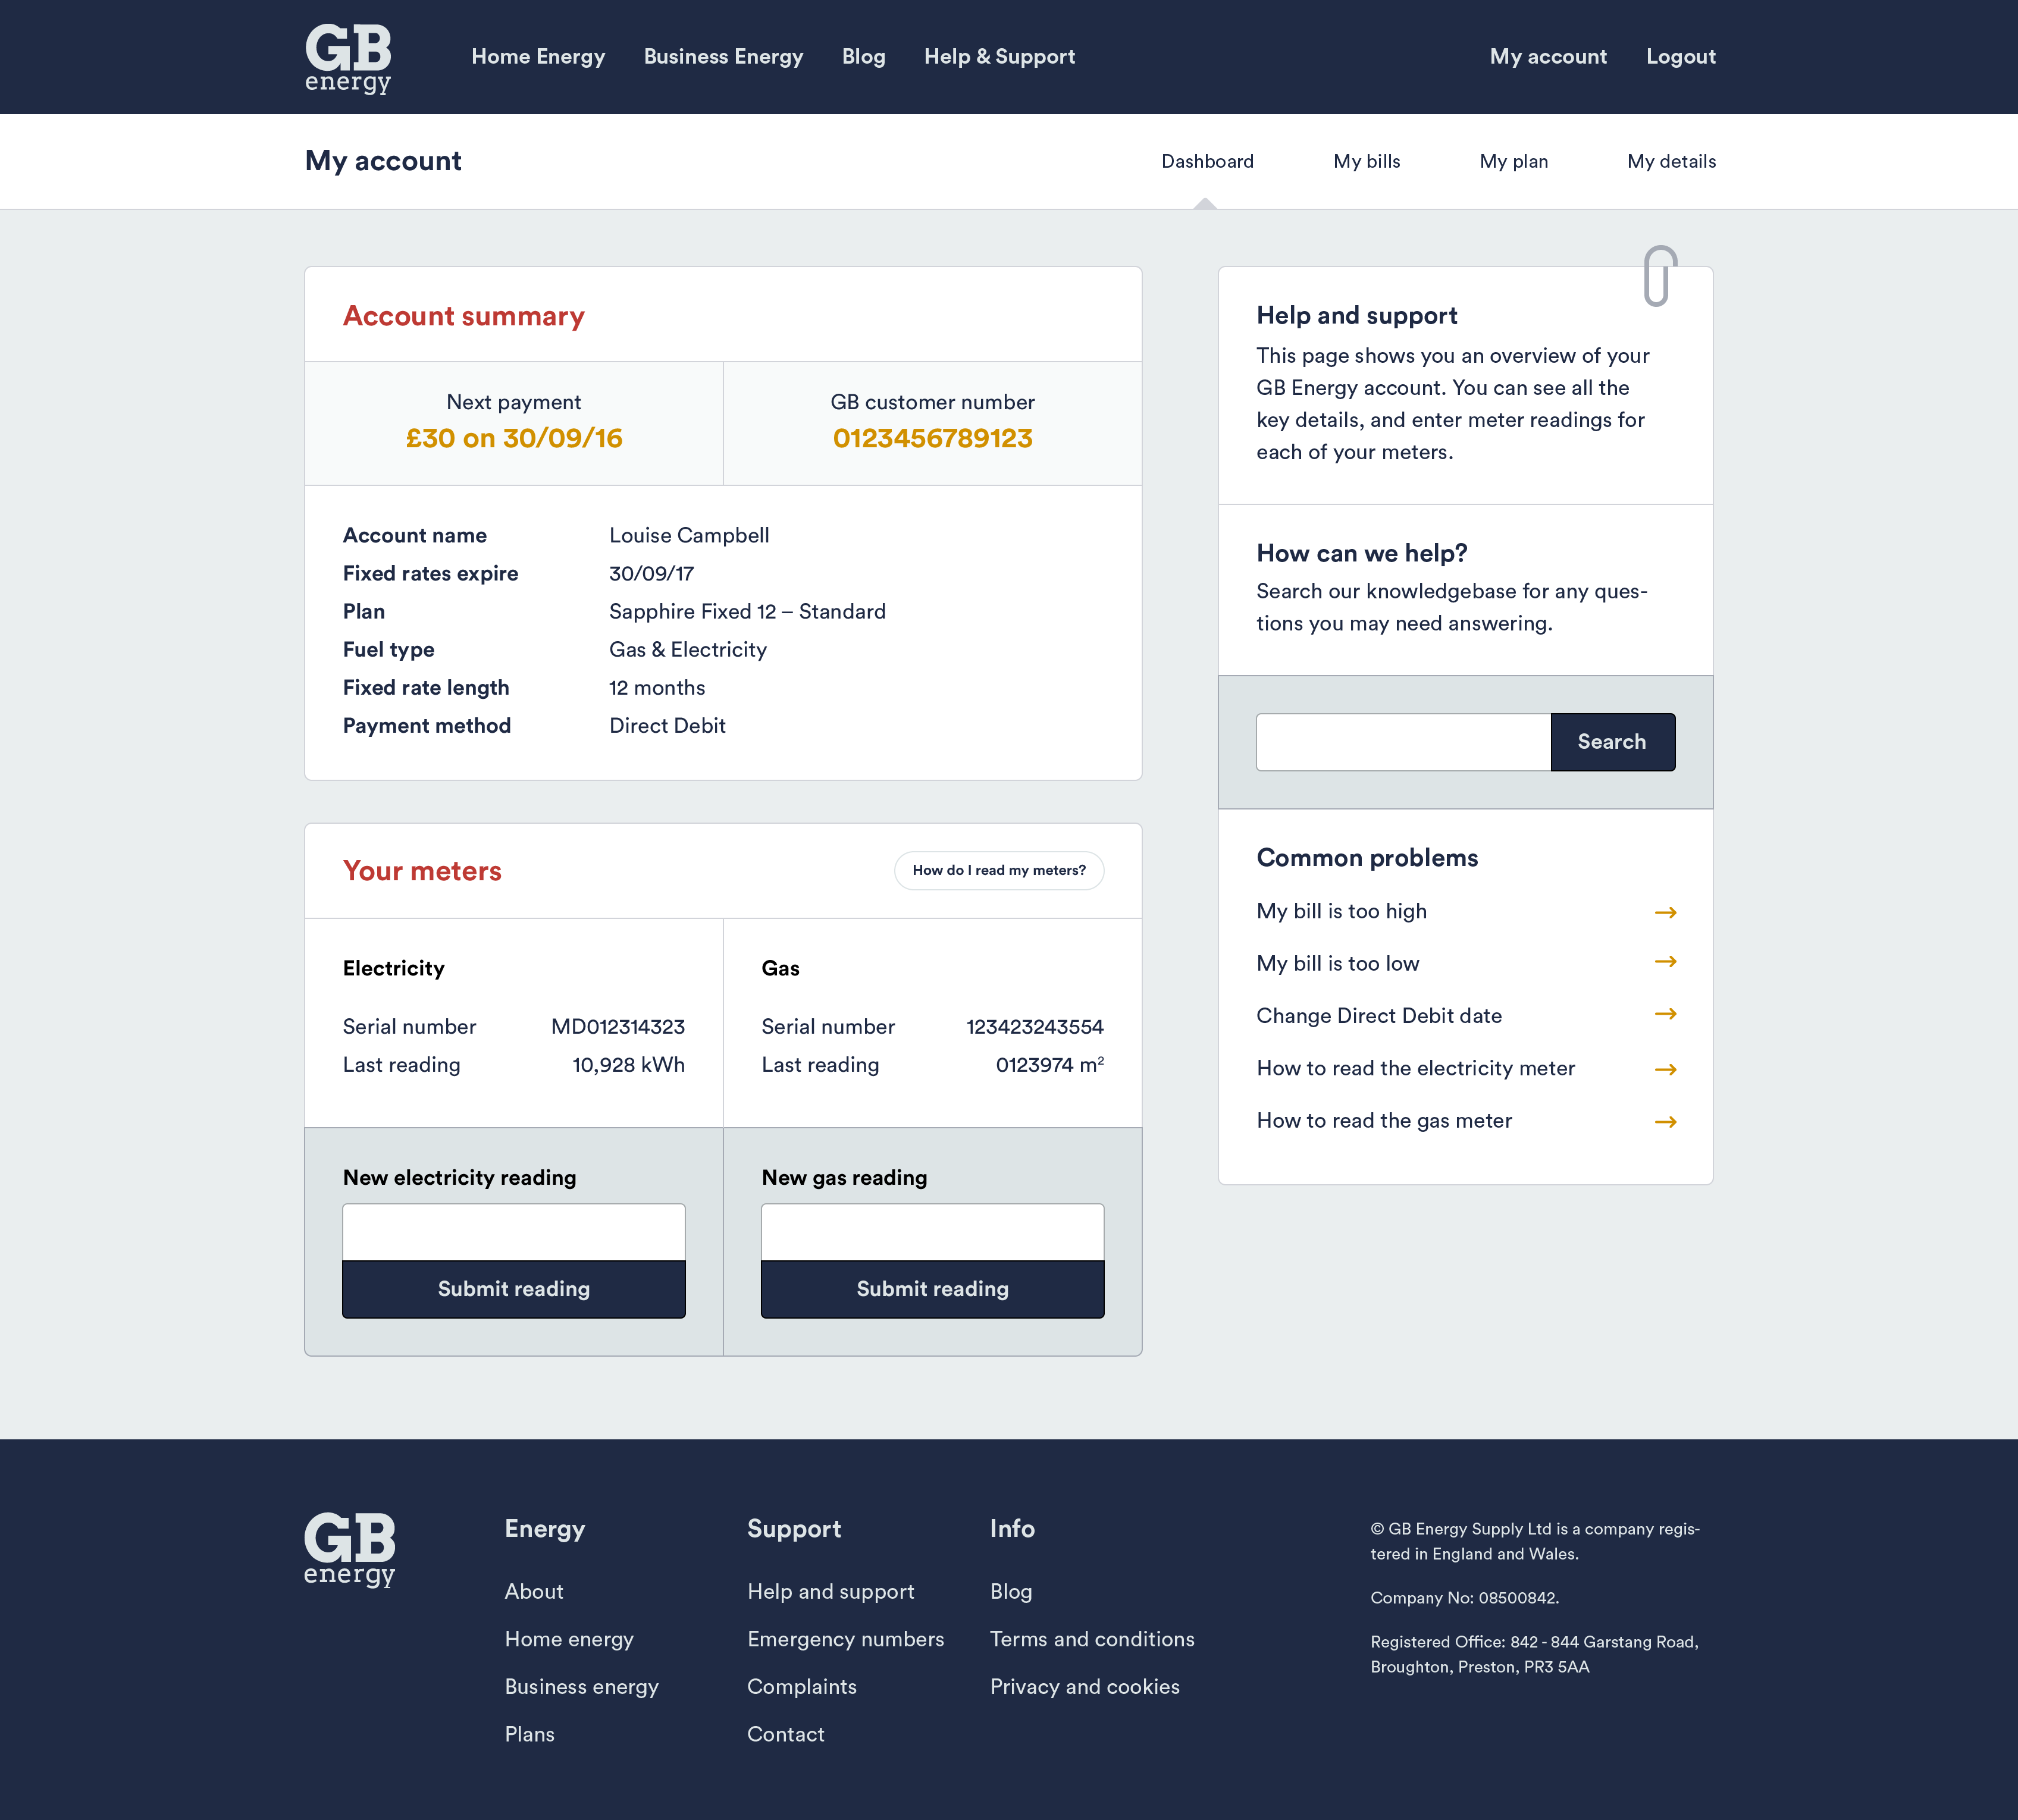 GB
energy
Home Energy
Business Energy
Blog
Help & Support
My account
Logout
My account
Dashboard
My bills
My plan
My details
Account summary
Next payment
£30 on 30/09/16
GB customer number
0123456789123
Account name Louise Campbell
Fixed rates expire 30/09/17
Plan Sapphire Fixed 12 – Standard
Fuel type Gas & Electricity
Fixed rate length 12 months
Payment method Direct Debit
Your meters
How do I read my meters?
Electricity
Serial number MD012314323
Last reading 10,928 kWh
Gas
Serial number 123423243554
Last reading 0123974 m²
New electricity reading
Submit reading
New gas reading
Submit reading
Help and support
This page shows you an overview of your
GB Energy account. You can see all the
key details, and enter meter readings for
each of your meters.
How can we help?
Search our knowledgebase for any ques-
tions you may need answering.
Search
Common problems
My bill is too high
My bill is too low
Change Direct Debit date
How to read the electricity meter
How to read the gas meter
GB
energy
Energy
About
Home energy
Business energy
Plans
Support
Help and support
Emergency numbers
Complaints
Contact
Info
Blog
Terms and conditions
Privacy and cookies
© GB Energy Supply Ltd is a company regis-
tered in England and Wales.
Company No: 08500842.
Registered Office: 842 - 844 Garstang Road,
Broughton, Preston, PR3 5AA